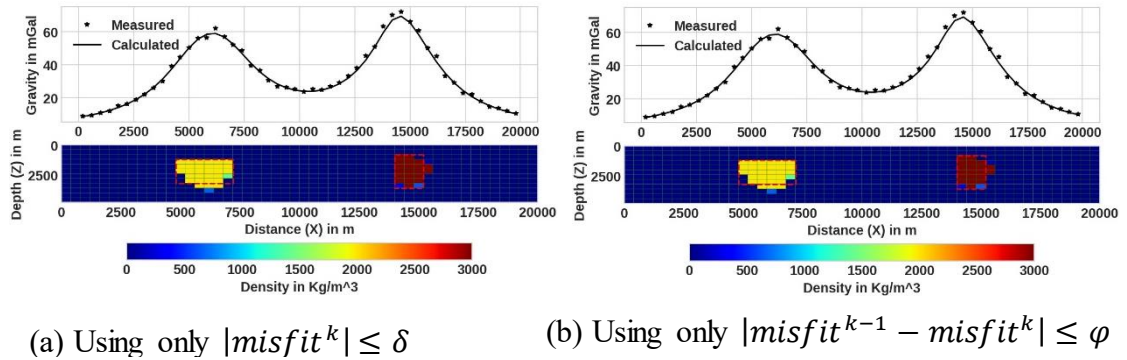 Measured
Calculated
Gravity in mGal
60
40
20
0 2500 5000 7500 10000 12500 15000 17500 20000
Depth (Z) in m
0
2500
0 2500 5000 7500 10000 12500 15000 17500 20000
Distance (X) in m
0 500 1000 1500 2000 2500 3000
Density in Kg/m^3
(a) Using only |misfit^k| ≤ δ
Measured
Calculated
Gravity in mGal
60
40
20
0 2500 5000 7500 10000 12500 15000 17500 20000
Depth (Z) in m
0
2500
0 2500 5000 7500 10000 12500 15000 17500 20000
Distance (X) in m
0 500 1000 1500 2000 2500 3000
Density in Kg/m^3
(b) Using only |misfit^{k-1} − misfit^k| ≤ φ